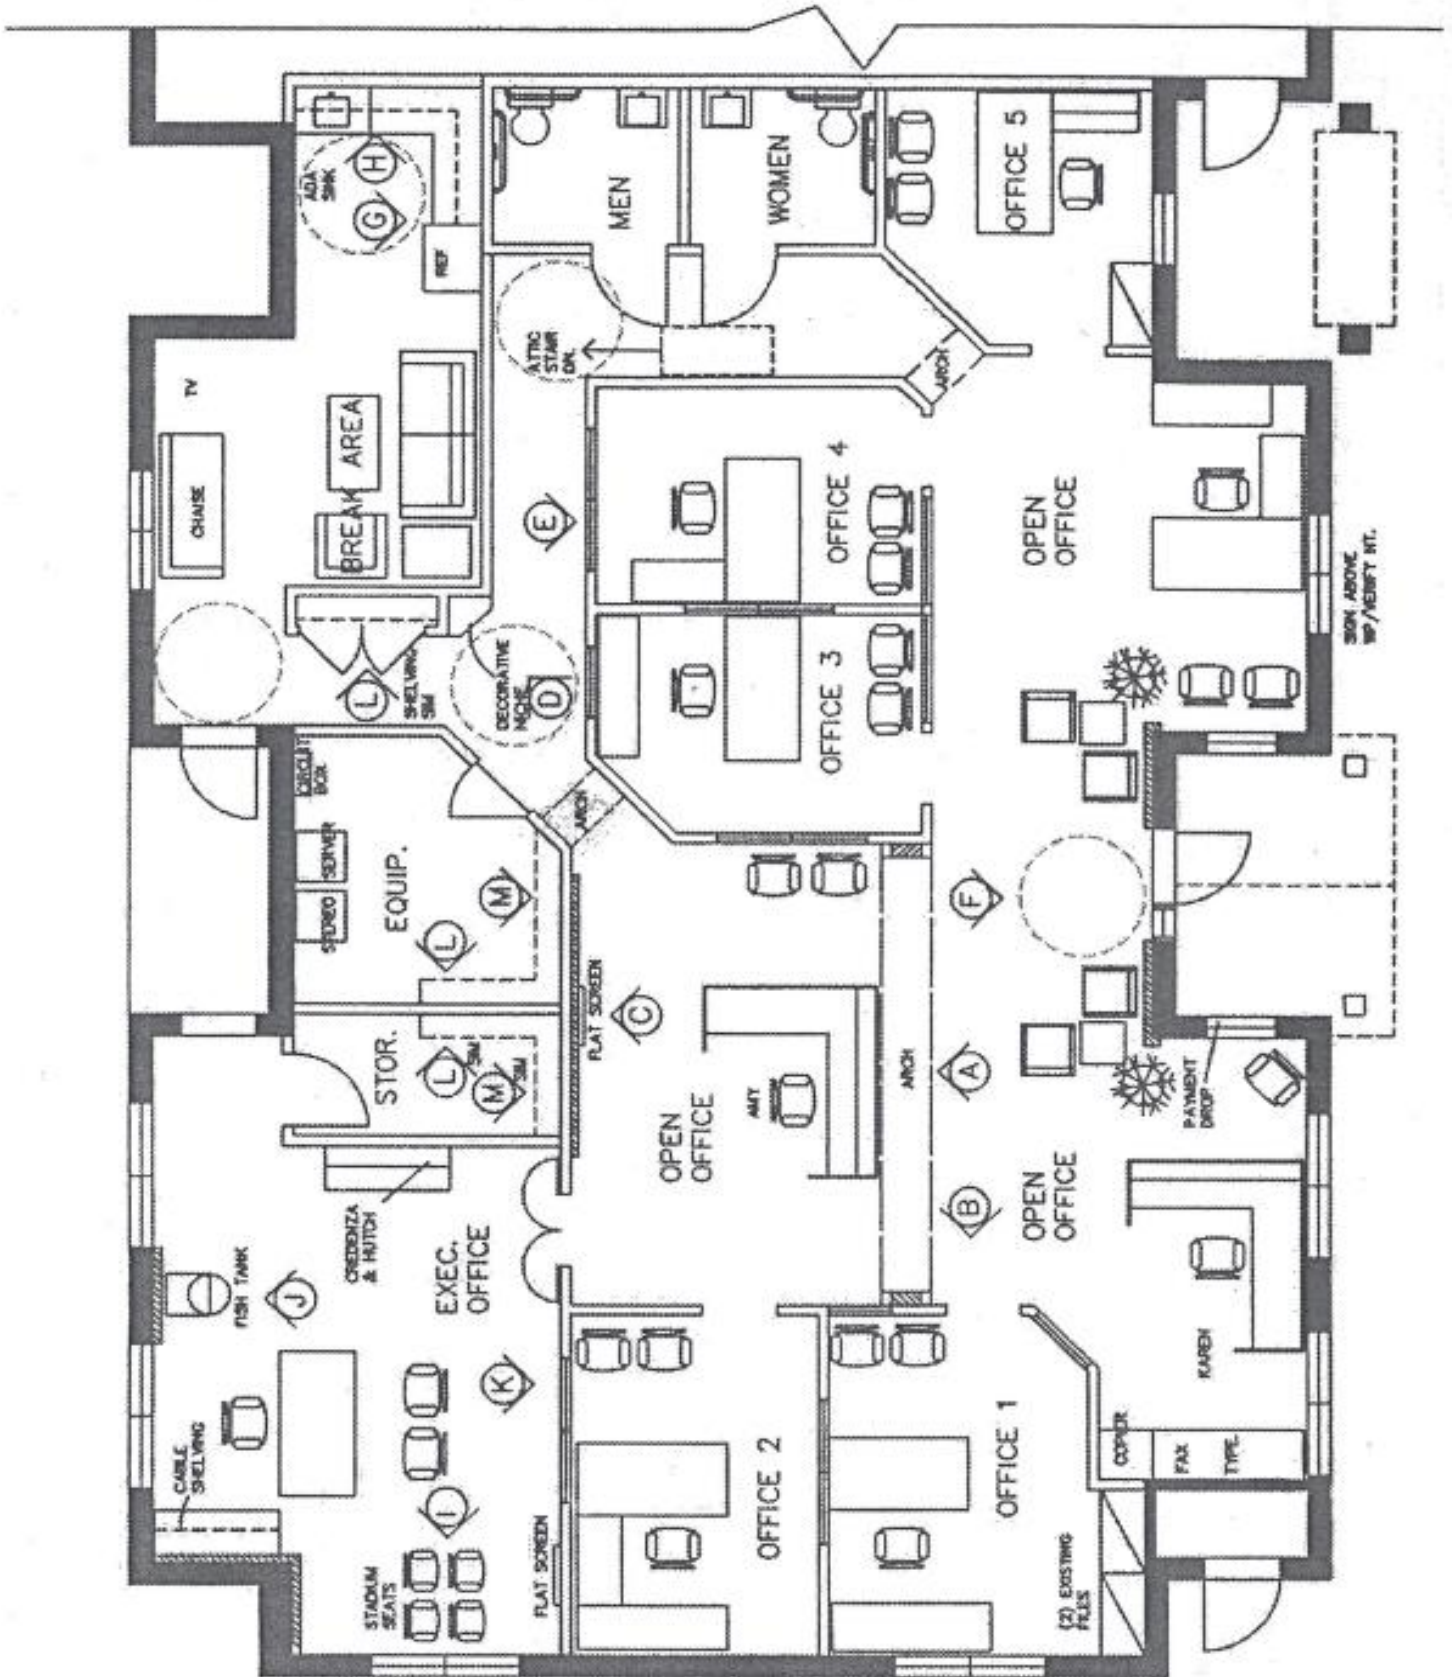 ADA
SINK
H
G
REF
MEN
WOMEN
OFFICE 5
TV
ATTIC
STAIR
DN.
ARCH
CHAISE
BREAK AREA
E
OFFICE 4
OPEN
OFFICE
SIGN ABOVE
L
SHELVING
SIM
DECORATIVE
NICHE
D
OFFICE 3
CIRCUIT
BOX
SERVER
STEREO
EQUIP.
ARCH
M
L
F
FLAT SCREEN
C
STOR.
L
SIM
M
SIM
OPEN
OFFICE
AMY
ARCH
A
B
PAYMENT
DROP
OPEN
OFFICE
CREDENZA
& HUTCH
FISH TANK
J
EXEC.
OFFICE
K
CABLE
SHELVING
I
STADIUM
SEATS
FLAT SCREEN
OFFICE 2
OFFICE 1
KAREN
COPIER
FAX
TYPE.
(2) EXISTING
FILES